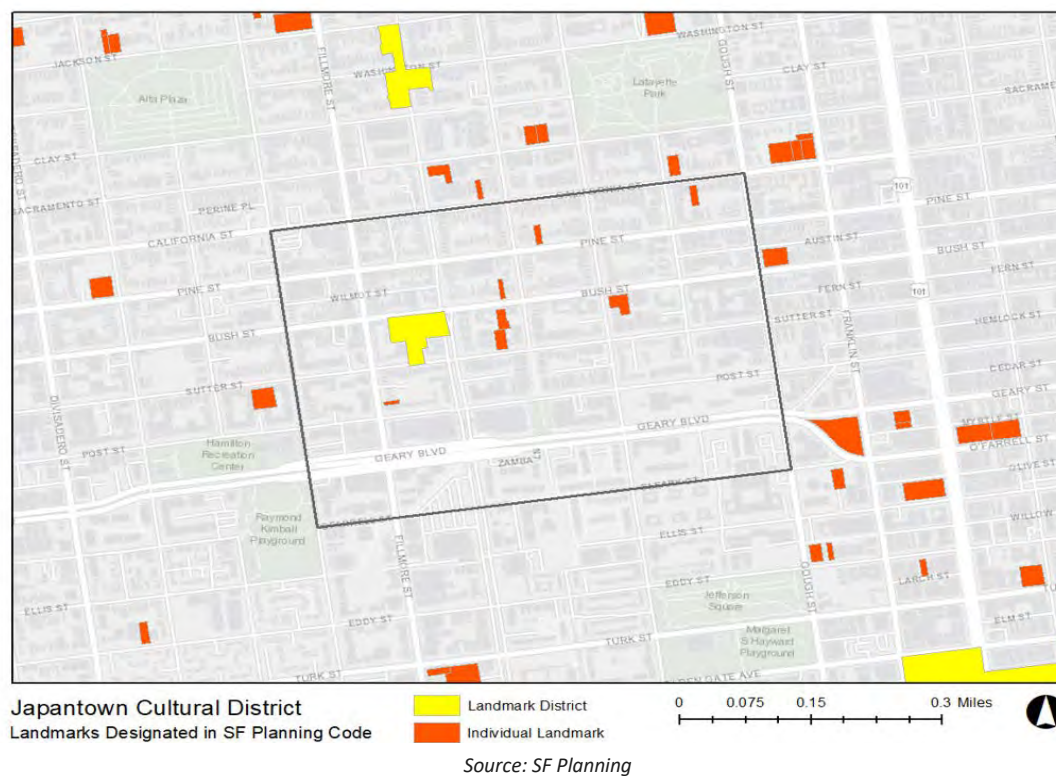 WASHINGTON ST
JACKSON ST
FILLMORE ST
WASHINGTON ST
GOUGH ST
CLAY ST
Alta Plaza
Lafayette
Park
CLAY ST
101
CALIFORNIA ST
SACRAMENTO ST
PERINE PL
PINE ST
CALIFORNIA ST
PINE ST
AUSTIN ST
BUSH ST
PINE ST
WILMOT ST
BUSH ST
FERN ST
FERN ST
101
BUSH ST
SUTTER ST
FRANKLIN ST
HEMLOCK ST
SUTTER ST
POST ST
CEDAR ST
GEARY ST
DIVISADERO ST
GEARY BLVD
MYRTLE ST
O'FARRELL ST
POST ST
Hamilton
Recreation
Center
GEARY BLVD
OLIVE ST
Raymond
Kimball
Playground
WILLOW
ELLIS ST
FILLMORE ST
EDDY ST
GOUGH ST
LARCH ST
ELLIS ST
EDDY ST
Jefferson
Square
ELM ST
TURK ST
Margaret
S Hayward
Playground
TURK ST
Japantown Cultural District
Landmarks Designated in SF Planning Code
Landmark District
Individual Landmark
0 0.075 0.15 0.3 Miles
Source: SF Planning